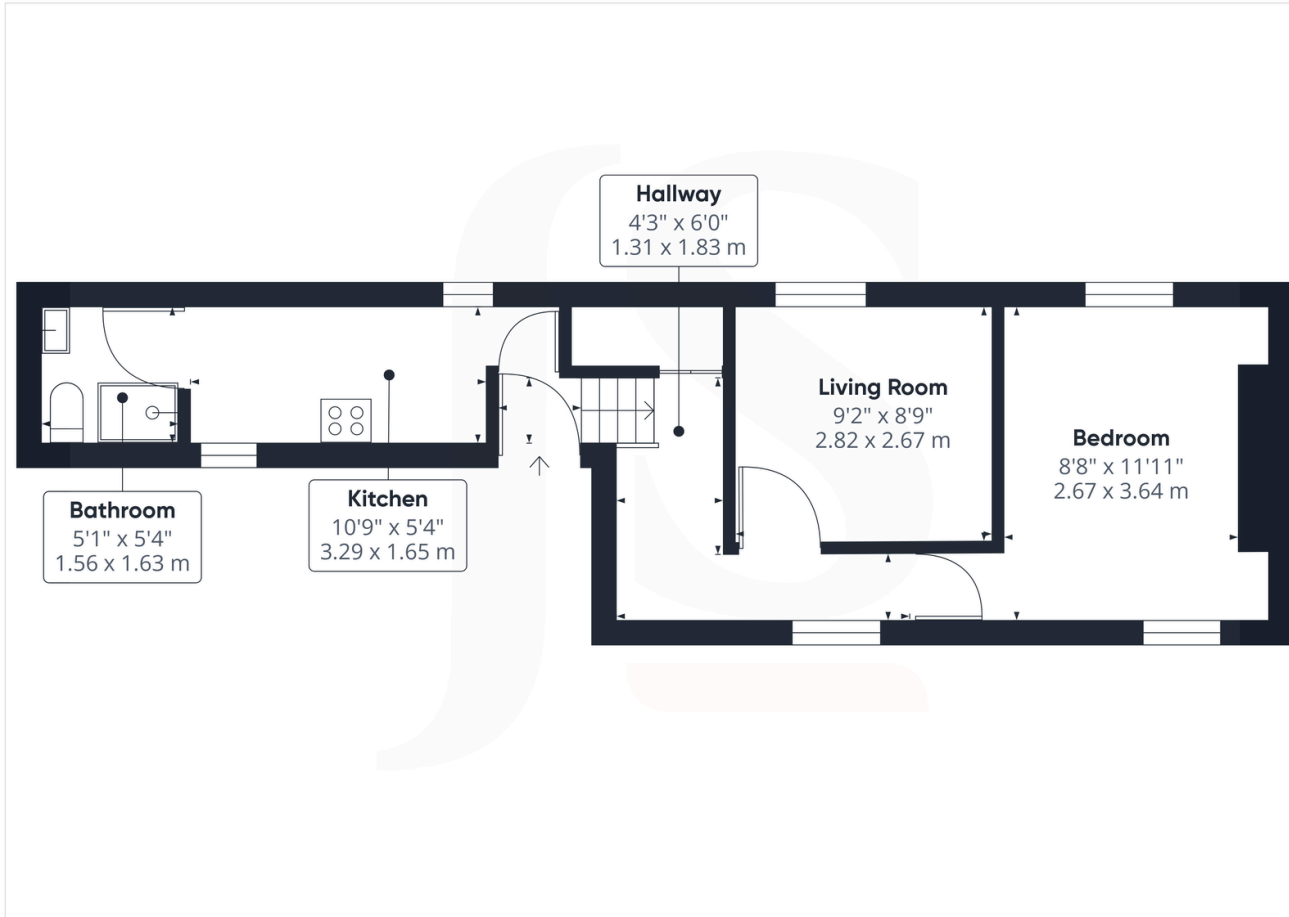 Hallway
4'3" x 6'0"
1.31 x 1.83 m
Living Room
9'2" x 8'9"
2.82 x 2.67 m
Bedroom
8'8" x 11'11"
2.67 x 3.64 m
Kitchen
10'9" x 5'4"
3.29 x 1.65 m
Bathroom
5'1" x 5'4"
1.56 x 1.63 m
JS